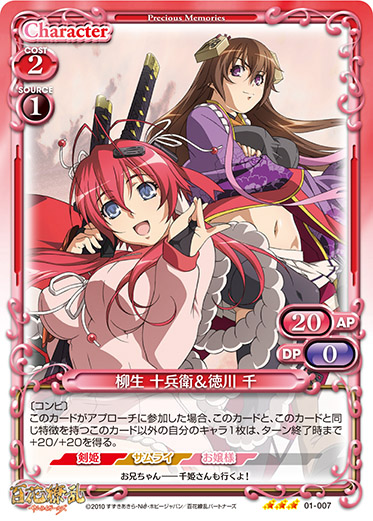 Precious Memories
Character
COST
2
SOURCE
1
20 AP
DP 0
柳生 十兵衛&徳川 千
[コンビ]
このカードがアプローチに参加した場合、このカードと、このカードと同
じ特徴を持つこのカード以外の自分のキャラ1枚は、ターン終了時まで
+20/+20を得る。
剣姫 サムライ お嬢様
お兄ちゃん――千姫さんも行くよ!
百花繚乱
01-007
©2010 すずきあきら・Niθ・ホビージャパン/百花繚乱パートナーズ